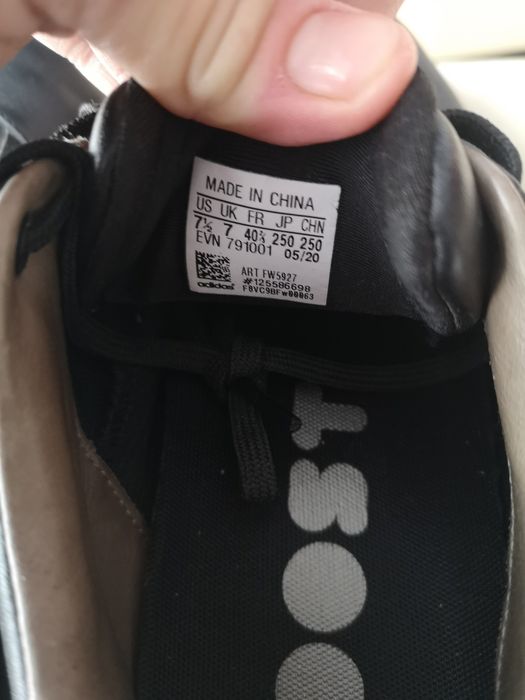 MADE IN CHINA
US UK FR JP CHN
7½ 7 40⅔ 250 250
EVN 791001 05/20
ART FW5927
#125586698
adidas F8VC9BFw00063
OOST